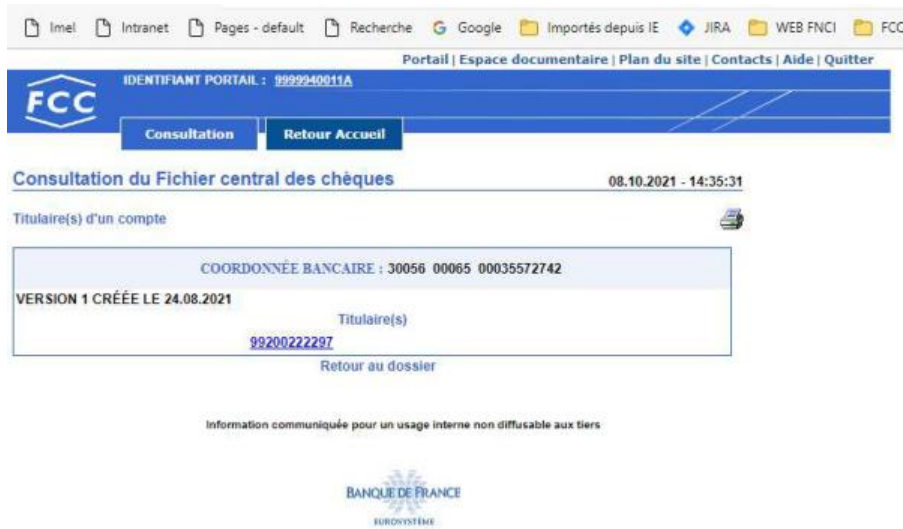 Imel Intranet Pages - default Recherche Google Importés depuis IE JIRA WEB FNCI FCC
Portail | Espace documentaire | Plan du site | Contacts | Aide | Quitter
FCC
IDENTIFIANT PORTAIL : 9999940011A
Consultation Retour Accueil
Consultation du Fichier central des chèques 08.10.2021 - 14:35:31
Titulaire(s) d'un compte
COORDONNÉE BANCAIRE : 30056 00065 00035572742
VERSION 1 CRÉÉE LE 24.08.2021
Titulaire(s)
99200222297
Retour au dossier
Information communiquée pour un usage interne non diffusable aux tiers
BANQUE DE FRANCE
EUROSYSTÈME